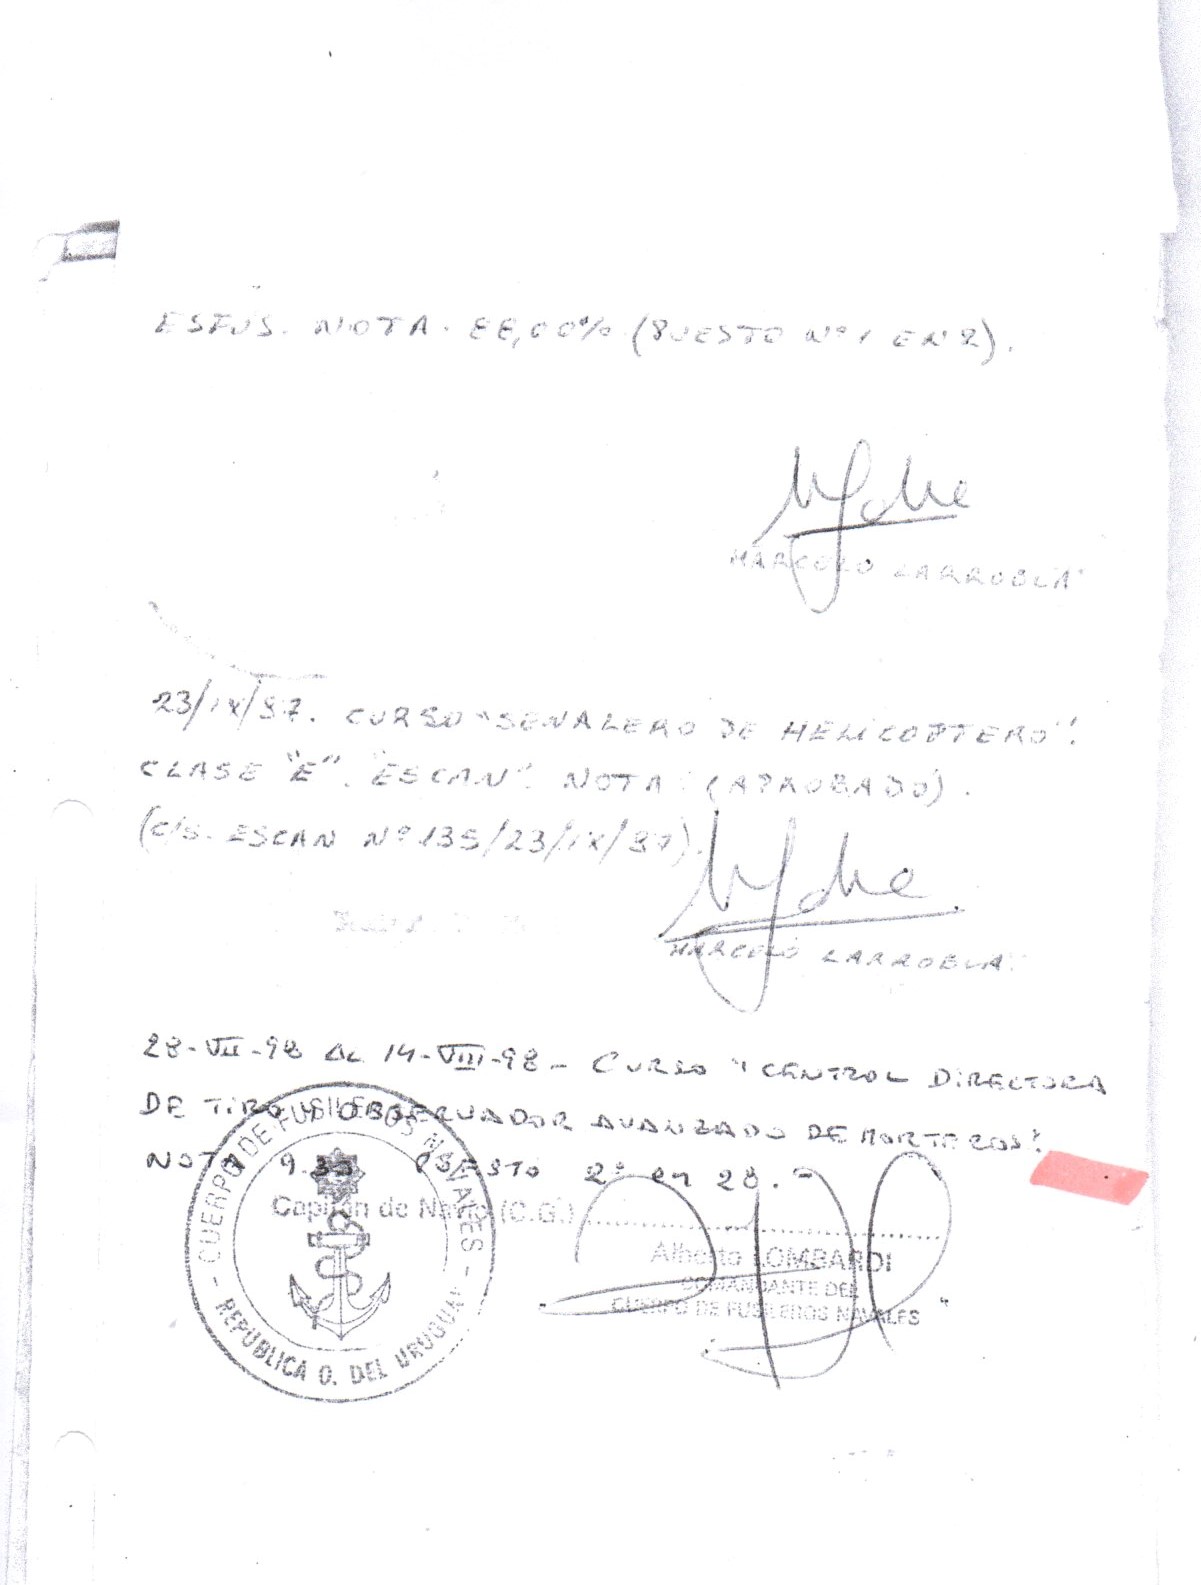 ESFUS. NOTA. 88,00% (PUESTO Nº 1 EN 2).
MARCELO LARROBLA
23/IX/97. CURSO "SEÑALERO DE HELICOPTERO".
CLASE "E". "ESCAN". NOTA: (APROBADO).
(C/S. ESCAN Nº 135/23/IX/97).
MARCELO LARROBLA
28-VII-98 AL 14-VIII-98 - CURSO "CENTRAL DIRECTORA
DE TIRO Y OBSERVADOR AVANZADO DE MORTEROS".
NOTA 9.33 PUESTO 2º en 28.-
Capitán de Navío (C.G.)
Alberto LOMBARDI
COMANDANTE DEL
CUERPO DE FUSILEROS NAVALES
- CUERPO DE FUSILEROS NAVALES -
REPUBLICA O. DEL URUGUAY